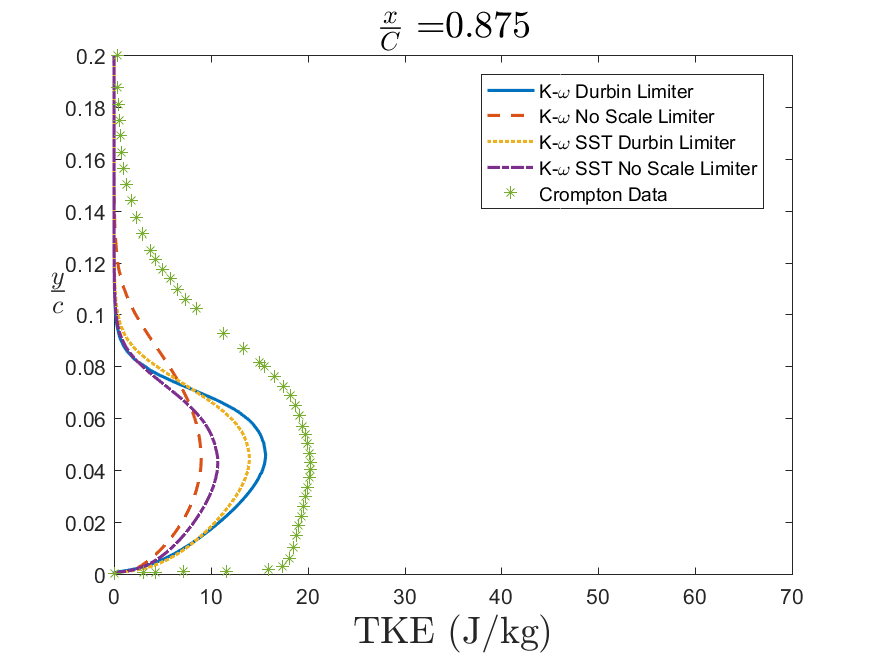 x/C =0.875
0.2
0.18
0.16
0.14
0.12
0.1
0.08
0.06
0.04
0.02
0
y/c
K-ω Durbin Limiter
K-ω No Scale Limiter
K-ω SST Durbin Limiter
K-ω SST No Scale Limiter
Crompton Data
0 10 20 30 40 50 60 70
TKE (J/kg)